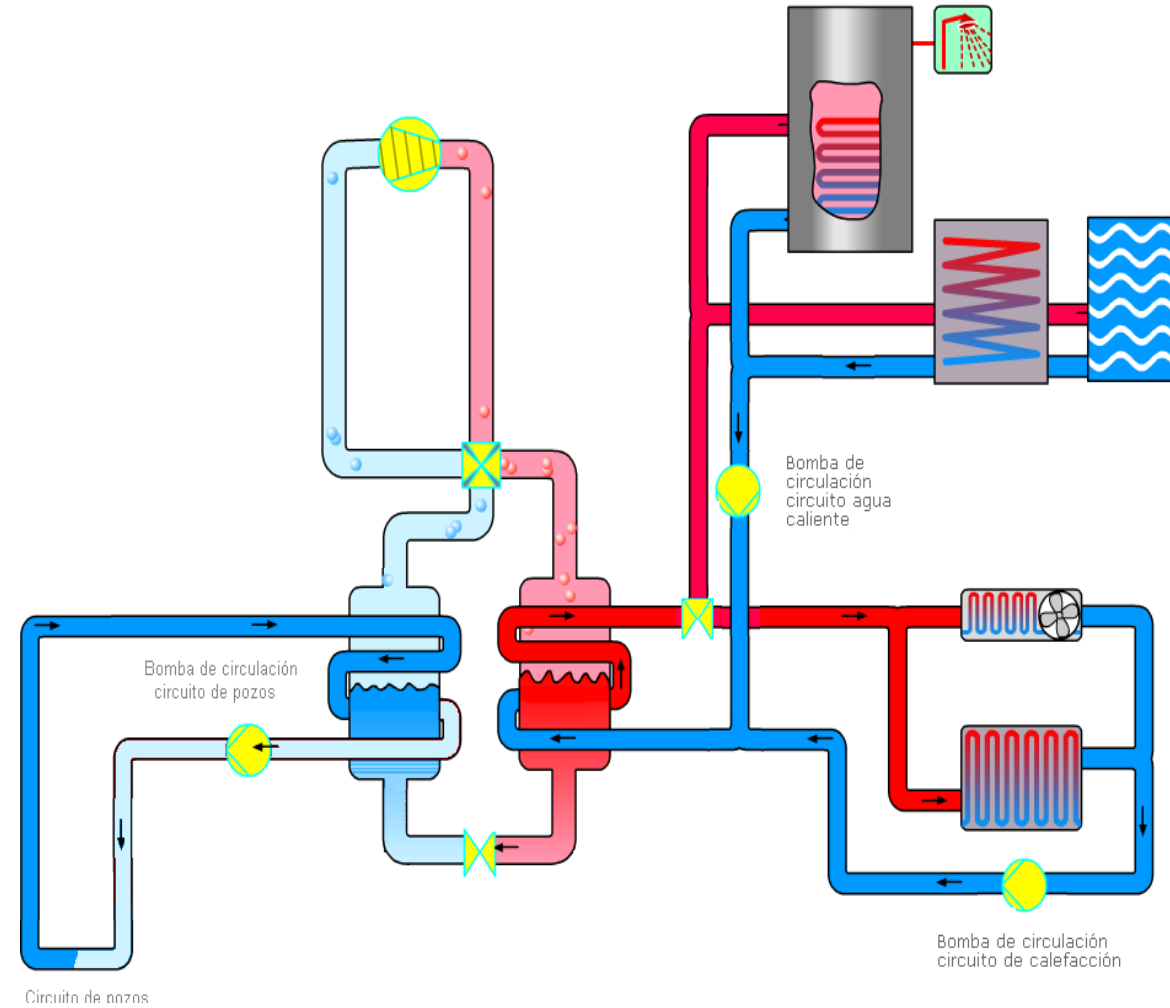 Bomba de
circulación
circuito agua
caliente
Bomba de circulación
circuito de pozos
Bomba de circulación
circuito de calefacción
Circuito de pozos